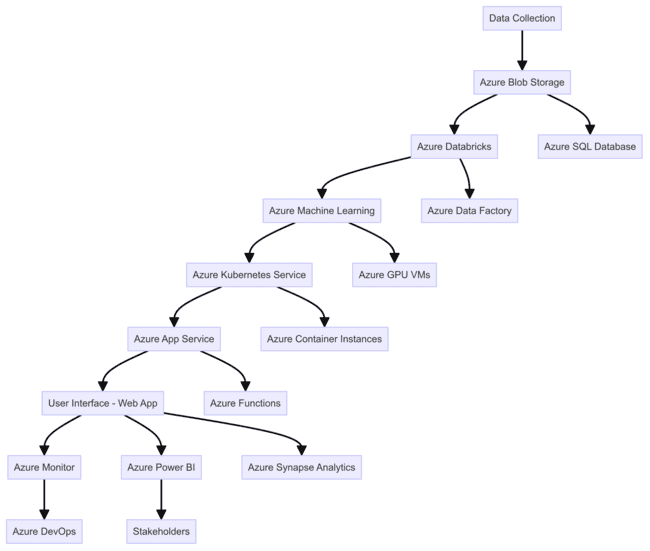 Data Collection
Azure Blob Storage
Azure Databricks
Azure SQL Database
Azure Machine Learning
Azure Data Factory
Azure Kubernetes Service
Azure GPU VMs
Azure App Service
Azure Container Instances
User Interface - Web App
Azure Functions
Azure Monitor
Azure Power BI
Azure Synapse Analytics
Azure DevOps
Stakeholders